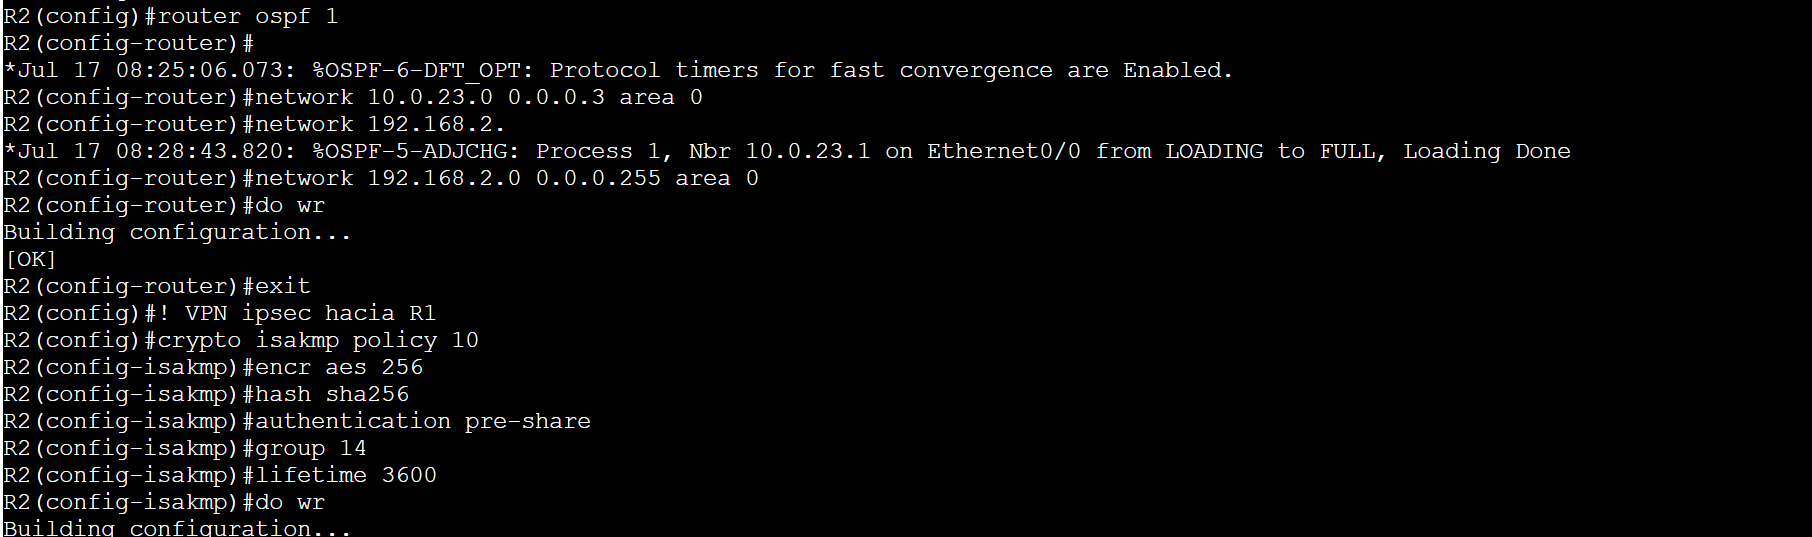 R2(config)#router ospf 1
R2(config-router)#
*Jul 17 08:25:06.073: %OSPF-6-DFT_OPT: Protocol timers for fast convergence are Enabled.
R2(config-router)#network 10.0.23.0 0.0.0.3 area 0
R2(config-router)#network 192.168.2.
*Jul 17 08:28:43.820: %OSPF-5-ADJCHG: Process 1, Nbr 10.0.23.1 on Ethernet0/0 from LOADING to FULL, Loading Done
R2(config-router)#network 192.168.2.0 0.0.0.255 area 0
R2(config-router)#do wr
Building configuration...
[OK]
R2(config-router)#exit
R2(config)#! VPN ipsec hacia R1
R2(config)#crypto isakmp policy 10
R2(config-isakmp)#encr aes 256
R2(config-isakmp)#hash sha256
R2(config-isakmp)#authentication pre-share
R2(config-isakmp)#group 14
R2(config-isakmp)#lifetime 3600
R2(config-isakmp)#do wr
Building configuration...